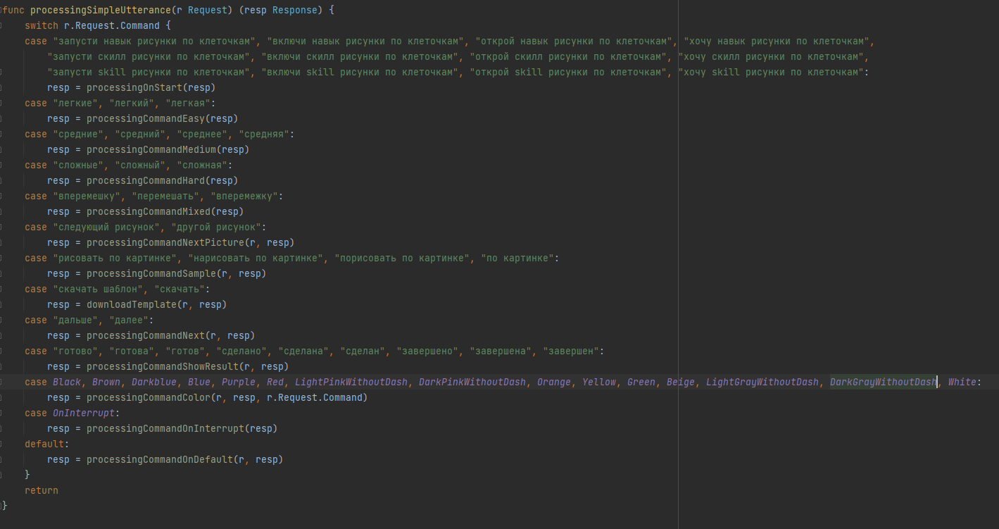 func processingSimpleUtterance(r Request) (resp Response) {
    switch r.Request.Command {
    case "запусти навык рисунки по клеточкам", "включи навык рисунки по клеточкам", "открой навык рисунки по клеточкам", "хочу навык рисунки по клеточкам",
        "запусти скилл рисунки по клеточкам", "включи скилл рисунки по клеточкам", "открой скилл рисунки по клеточкам", "хочу скилл рисунки по клеточкам",
        "запусти skill рисунки по клеточкам", "включи skill рисунки по клеточкам", "открой skill рисунки по клеточкам", "хочу skill рисунки по клеточкам":
        resp = processingOnStart(resp)
    case "легкие", "легкий", "легкая":
        resp = processingCommandEasy(resp)
    case "средние", "средний", "среднее", "средняя":
        resp = processingCommandMedium(resp)
    case "сложные", "сложный", "сложная":
        resp = processingCommandHard(resp)
    case "вперемешку", "перемешать", "вперемежку":
        resp = processingCommandMixed(resp)
    case "следующий рисунок", "другой рисунок":
        resp = processingCommandNextPicture(r, resp)
    case "рисовать по картинке", "нарисовать по картинке", "порисовать по картинке", "по картинке":
        resp = processingCommandSample(r, resp)
    case "скачать шаблон", "скачать":
        resp = downloadTemplate(r, resp)
    case "дальше", "далее":
        resp = processingCommandNext(r, resp)
    case "готово", "готова", "готов", "сделано", "сделана", "сделан", "завершено", "завершена", "завершен":
        resp = processingCommandShowResult(r, resp)
    case Black, Brown, Darkblue, Blue, Purple, Red, LightPinkWithoutDash, DarkPinkWithoutDash, Orange, Yellow, Green, Beige, LightGrayWithoutDash, DarkGrayWithoutDash, White:
        resp = processingCommandColor(r, resp, r.Request.Command)
    case OnInterrupt:
        resp = processingCommandOnInterrupt(resp)
    default:
        resp = processingCommandOnDefault(r, resp)
    }
    return
}